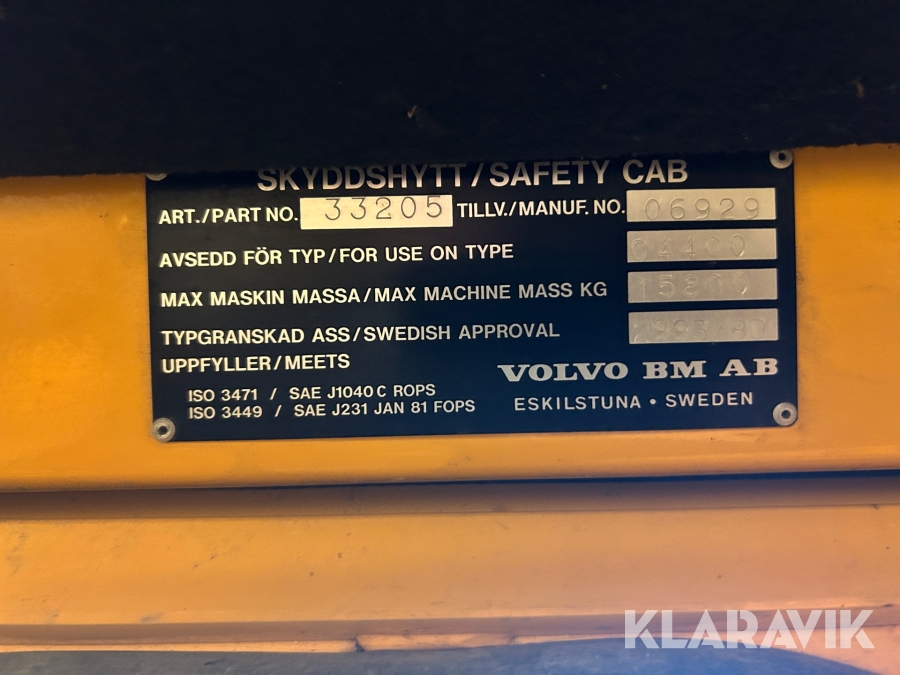 SKYDDSHYTT/SAFETY CAB
ART./PART NO. 33205 TILLV./MANUF. NO. 06929
AVSEDD FÖR TYP/FOR USE ON TYPE
MAX MASKIN MASSA/MAX MACHINE MASS KG
TYPGRANSKAD ASS/SWEDISH APPROVAL
UPPFYLLER/MEETS
VOLVO BM AB
ISO 3471 / SAE J1040 C ROPS
ISO 3449 / SAE J231 JAN 81 FOPS
ESKILSTUNA • SWEDEN
KLARAVIK